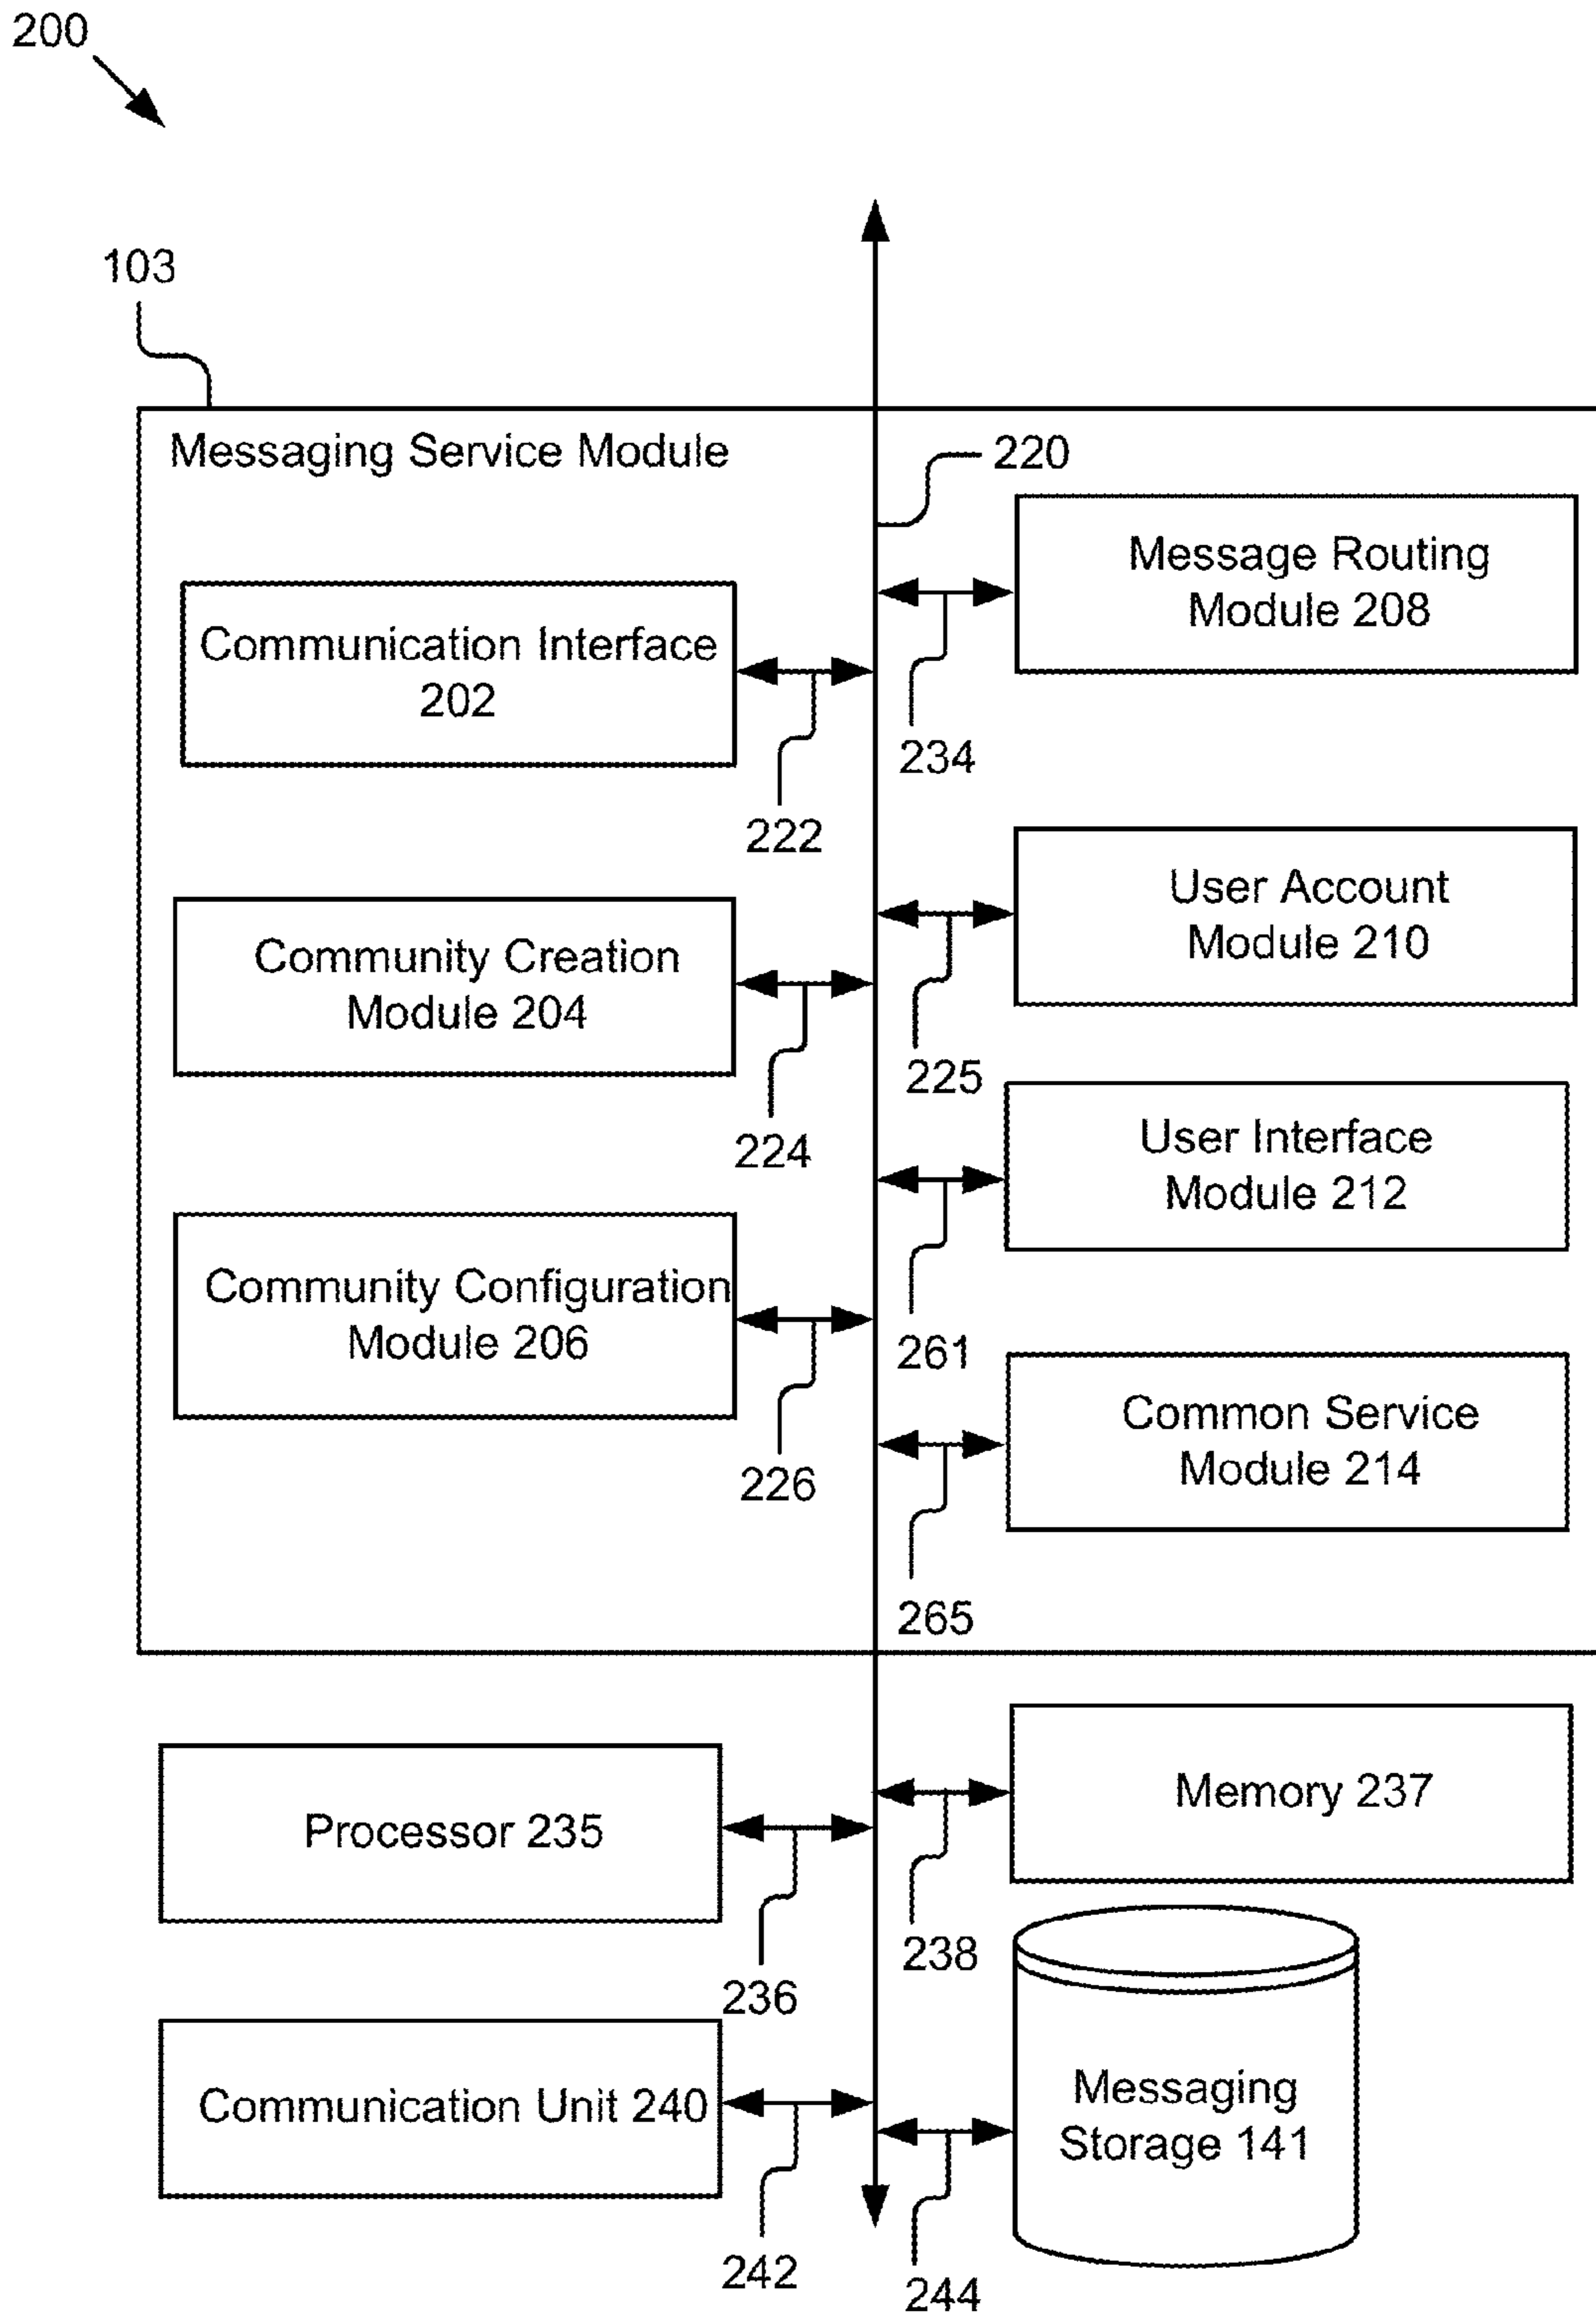 200
103
Messaging Service Module
220
Message Routing
Module 208
Communication Interface
202
234
222
User Account
Module 210
Community Creation
Module 204
225
224
User Interface
Module 212
Community Configuration
Module 206
261
226
Common Service
Module 214
265
Processor 235
Memory 237
236
238
Communication Unit 240
Messaging
Storage 141
242
244